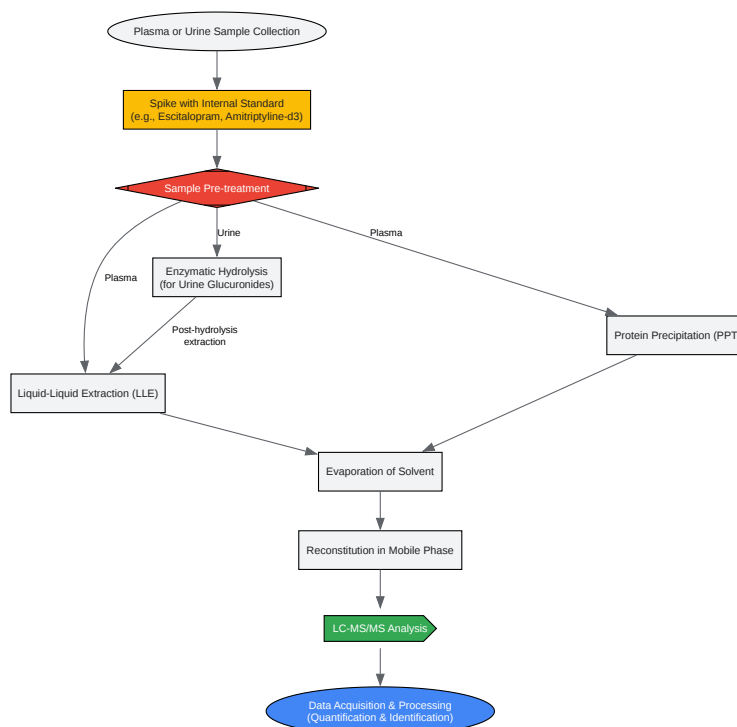 Plasma or Urine Sample Collection
Spike with Internal Standard
(e.g., Escitalopram, Amitriptyline-d3)
Sample Pre-treatment
Urine
Plasma
Plasma
Enzymatic Hydrolysis
(for Urine Glucuronides)
Post-hydrolysis
extraction
Protein Precipitation (PPT
Liquid-Liquid Extraction (LLE)
Evaporation of Solvent
Reconstitution in Mobile Phase
LC-MS/MS Analysis
Data Acquisition & Processing
(Quantification & Identification)